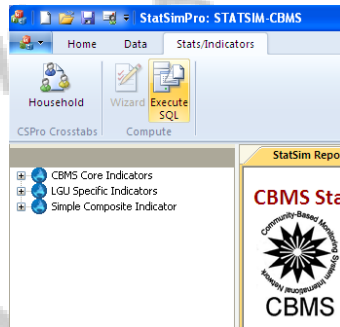 StatSimPro: STATSIM-CBMS
Home Data Stats/Indicators
Household
Wizard
Execute SQL
CSPro Crosstabs
Compute
StatSim Repo
CBMS Core Indicators
LGU Specific Indicators
Simple Composite Indicator
CBMS Sta
Community-Based Monitoring System International Network
CBMS